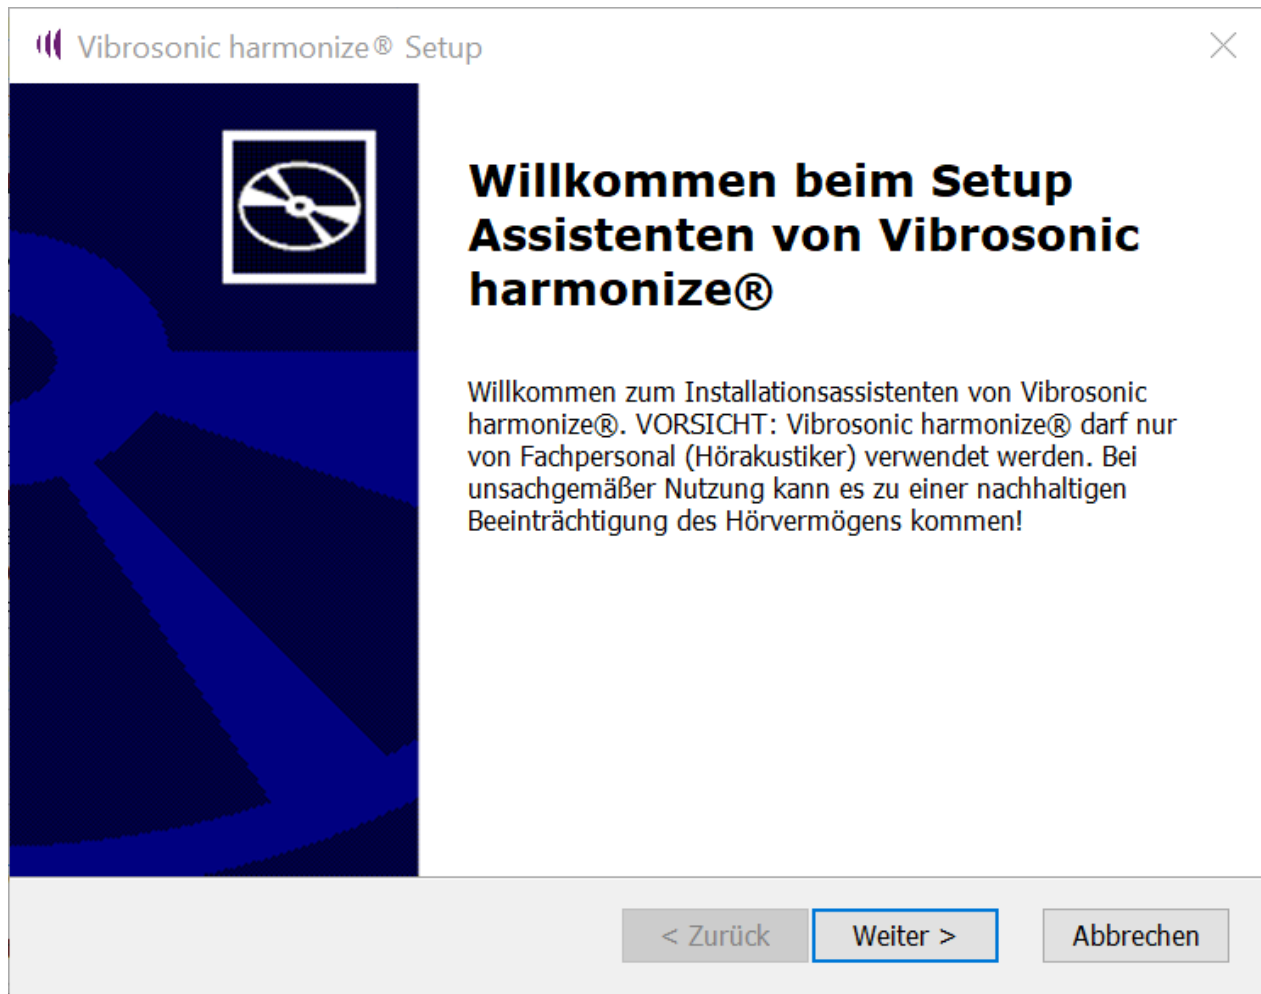 Vibrosonic harmonize® Setup
Willkommen beim Setup
Assistenten von Vibrosonic
harmonize®
Willkommen zum Installationsassistenten von Vibrosonic
harmonize®. VORSICHT: Vibrosonic harmonize® darf nur
von Fachpersonal (Hörakustiker) verwendet werden. Bei
unsachgemäßer Nutzung kann es zu einer nachhaltigen
Beeinträchtigung des Hörvermögens kommen!
< Zurück Weiter > Abbrechen